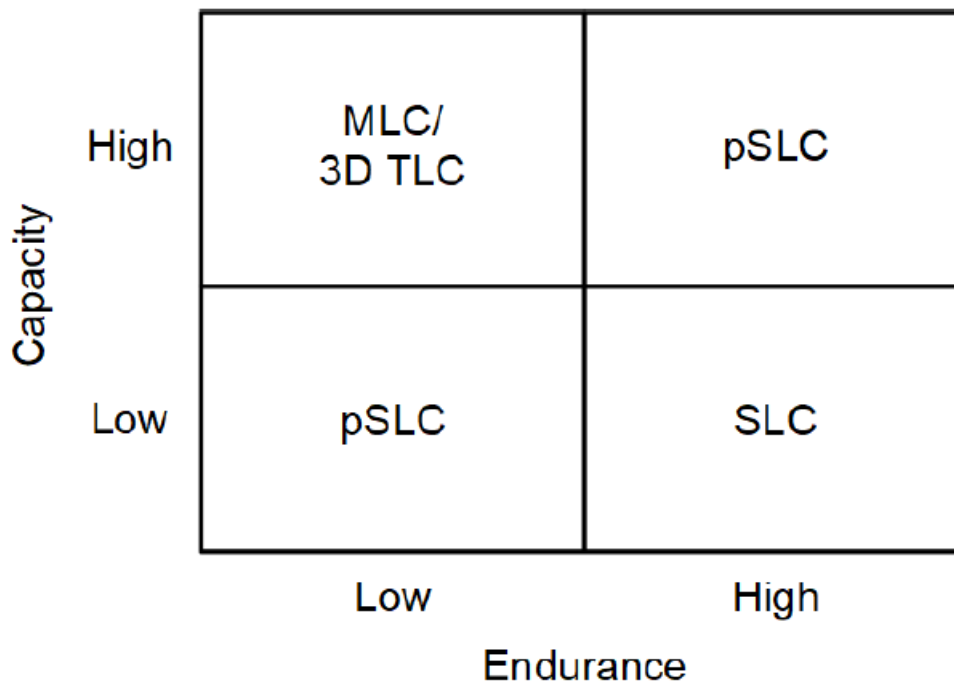 Capacity
High
MLC/
3D TLC
pSLC
Low
pSLC
SLC
Low
High
Endurance